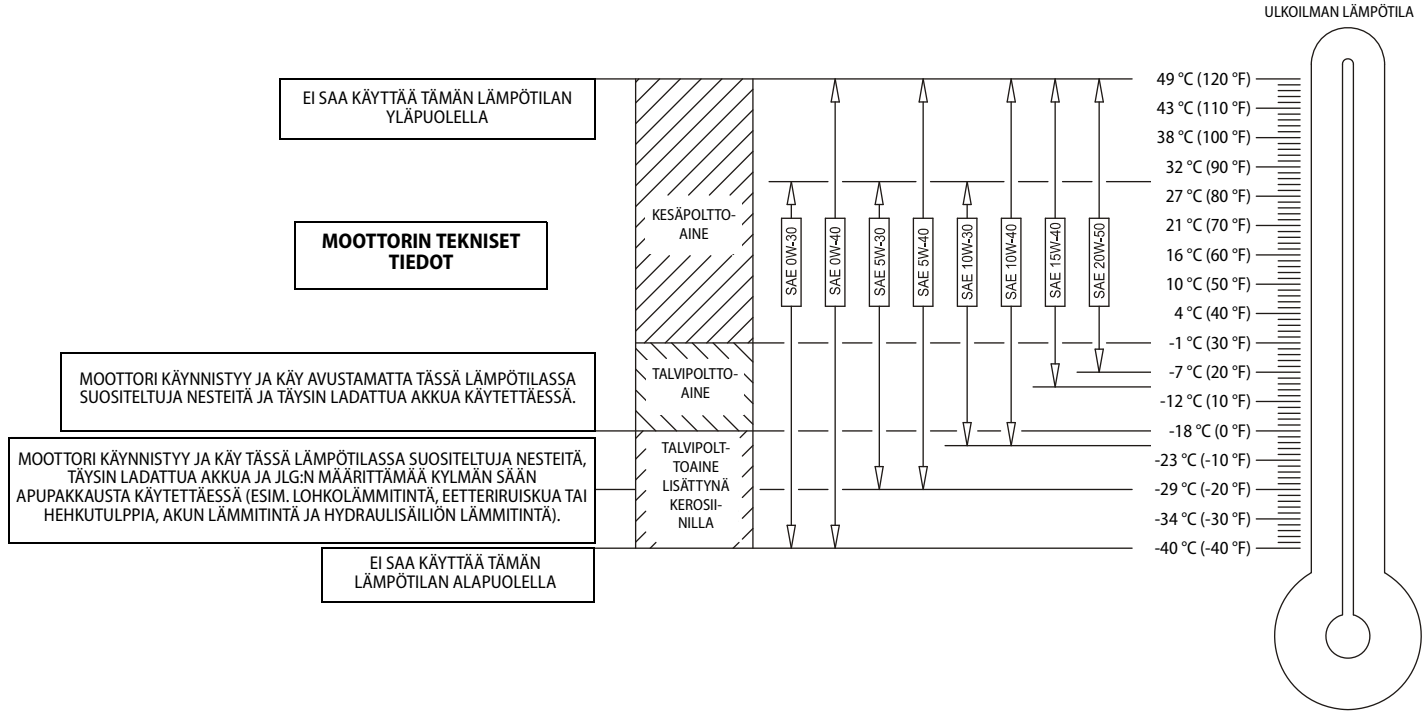 ULKOILMAN LÄMPÖTILA
EI SAA KÄYTTÄÄ TÄMÄN LÄMPÖTILAN
YLÄPUOLELLA
MOOTTORIN TEKNISET
TIEDOT
MOOTTORI KÄYNNISTYY JA KÄY AVUSTAMATTA TÄSSÄ LÄMPÖTILASSA
SUOSITELTUJA NESTEITÄ JA TÄYSIN LADATTUA AKKUA KÄYTETTÄESSÄ.
MOOTTORI KÄYNNISTYY JA KÄY TÄSSÄ LÄMPÖTILASSA SUOSITELTUJA NESTEITÄ,
TÄYSIN LADATTUA AKKUA JA JLG:N MÄÄRITTÄMÄÄ KYLMÄN SÄÄN
APUPAKKAUSTA KÄYTETTÄESSÄ (ESIM. LOHKOLÄMMITINTÄ, EETTERIRUISKUA TAI
HEHKUTULPPIA, AKUN LÄMMITINTÄ JA HYDRAULISÄILIÖN LÄMMITINTÄ).
EI SAA KÄYTTÄÄ TÄMÄN
LÄMPÖTILAN ALAPUOLELLA
KESÄPOLTTO-
AINE
TALVIPOLTTO-
AINE
TALVIPOLT-
TOAINE
LISÄTTYNÄ
KEROSII-
NILLA
SAE 0W-30
SAE 0W-40
SAE 5W-30
SAE 5W-40
SAE 10W-30
SAE 10W-40
SAE 15W-40
SAE 20W-50
49 °C (120 °F)
43 °C (110 °F)
38 °C (100 °F)
32 °C (90 °F)
27 °C (80 °F)
21 °C (70 °F)
16 °C (60 °F)
10 °C (50 °F)
4 °C (40 °F)
-1 °C (30 °F)
-7 °C (20 °F)
-12 °C (10 °F)
-18 °C (0 °F)
-23 °C (-10 °F)
-29 °C (-20 °F)
-34 °C (-30 °F)
-40 °C (-40 °F)